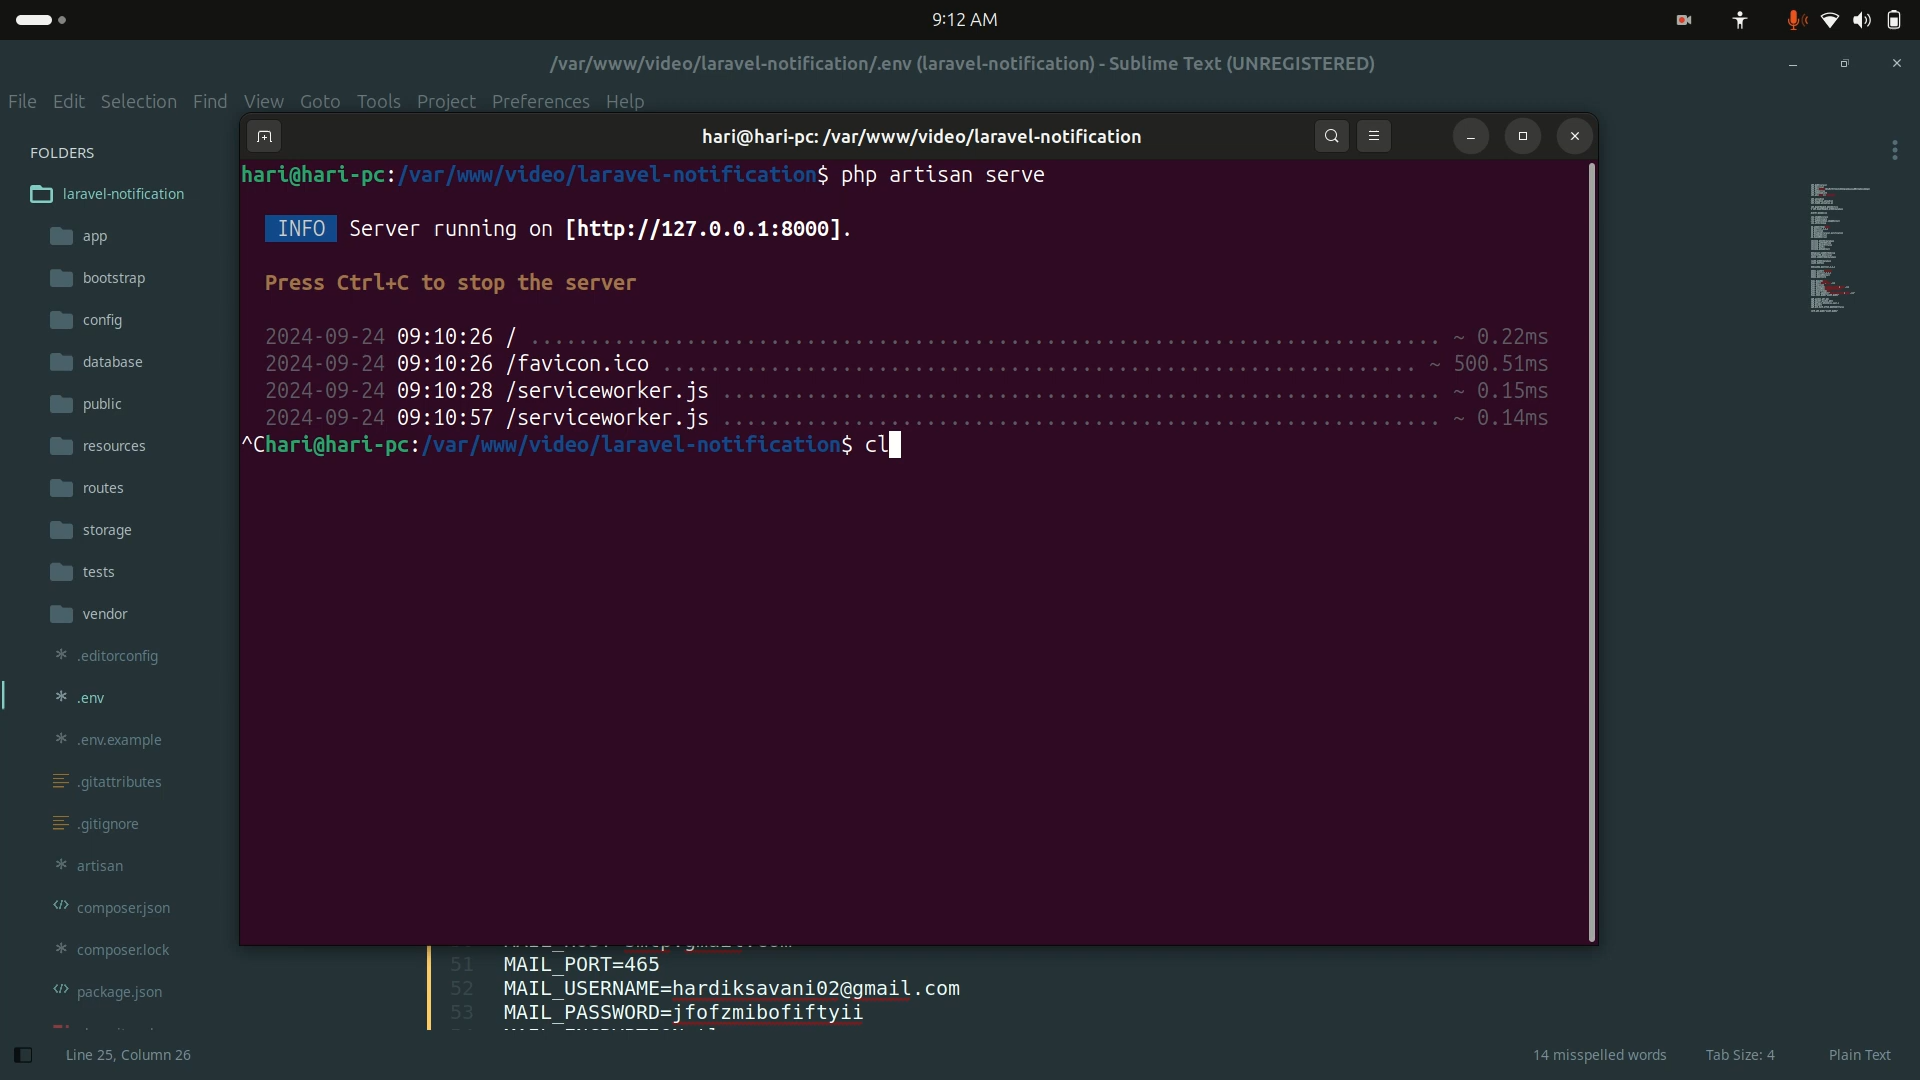 9:12 AM
/var/www/video/laravel-notification/.env (laravel-notification) - Sublime Text (UNREGISTERED)
File Edit Selection Find View Goto Tools Project Preferences Help
hari@hari-pc: /var/www/video/laravel-notification
FOLDERS
laravel-notification
app
bootstrap
config
database
public
resources
routes
storage
tests
vendor
.editorconfig
.env
.env.example
.gitattributes
.gitignore
artisan
composer.json
composer.lock
package.json
hari@hari-pc:/var/www/video/laravel-notification$ php artisan serve
INFO Server running on [http://127.0.0.1:8000].
Press Ctrl+C to stop the server
2024-09-24 09:10:26 / ............................................................................ ~ 0.22ms
2024-09-24 09:10:26 /favicon.ico ............................................................... ~ 500.51ms
2024-09-24 09:10:28 /serviceworker.js ............................................................ ~ 0.15ms
2024-09-24 09:10:57 /serviceworker.js ............................................................ ~ 0.14ms
^Chari@hari-pc:/var/www/video/laravel-notification$ cl
51 MAIL_PORT=465
52 MAIL_USERNAME=hardiksavani02@gmail.com
53 MAIL_PASSWORD=jfofzmibofiftyii
Line 25, Column 26
14 misspelled words
Tab Size: 4
Plain Text